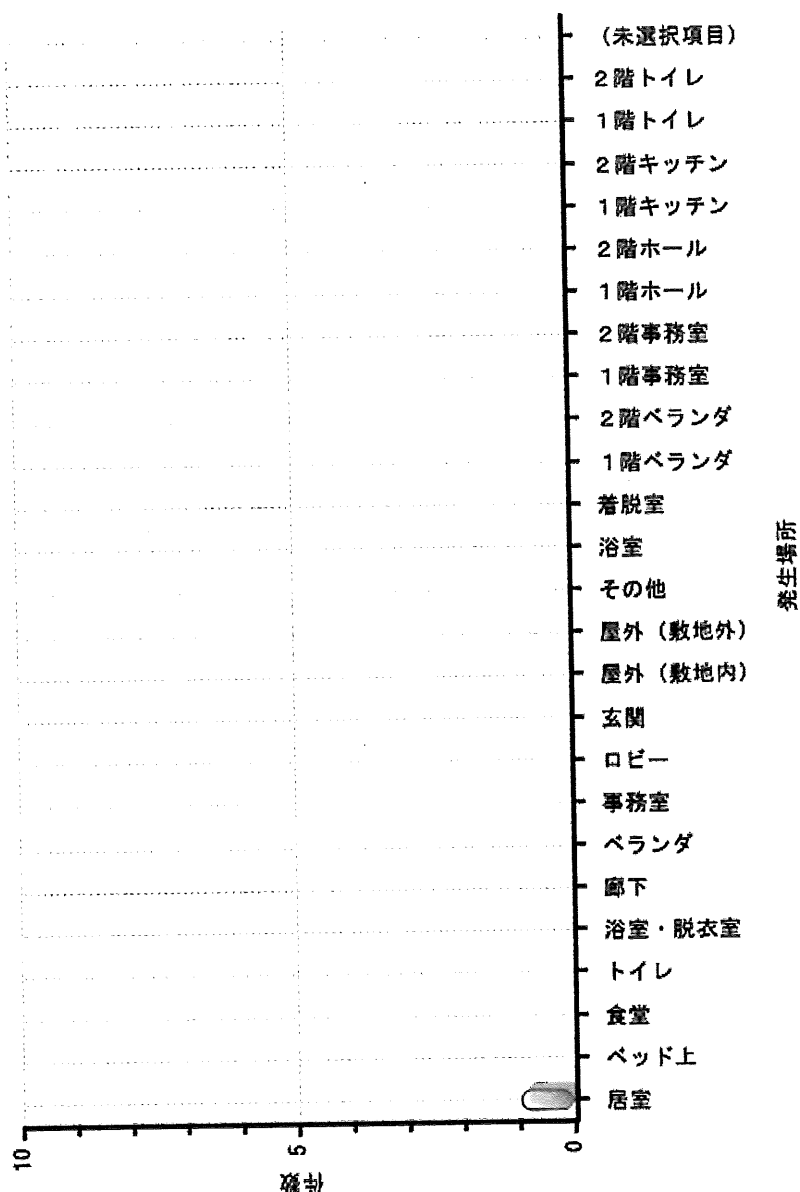 (未選択項目)
2階トイレ
1階トイレ
2階キッチン
1階キッチン
2階ホール
1階ホール
2階事務室
1階事務室
2階ベランダ
1階ベランダ
着脱室
浴室
その他
屋外(敷地外)
屋外(敷地内)
玄関
ロビー
事務室
ベランダ
廊下
浴室・脱衣室
トイレ
食堂
ベッド上
居室
発生場所
10
5
0
件数